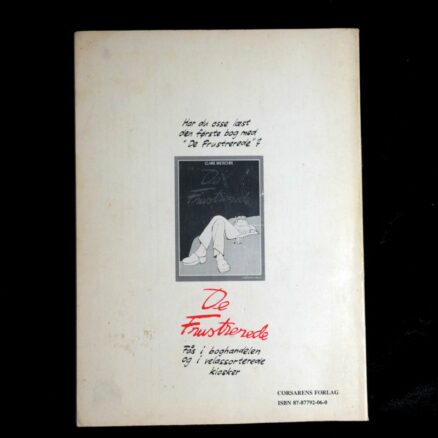 Har du osse læst
den første bog med
"De Frustrerede"?
CLAIRE BRETECHER
De
Frustrerede
De
Frustrerede
Fås i boghandelen
og i velassorterede
kiosker
CORSARENS FORLAG
ISBN 87-87792-06-0